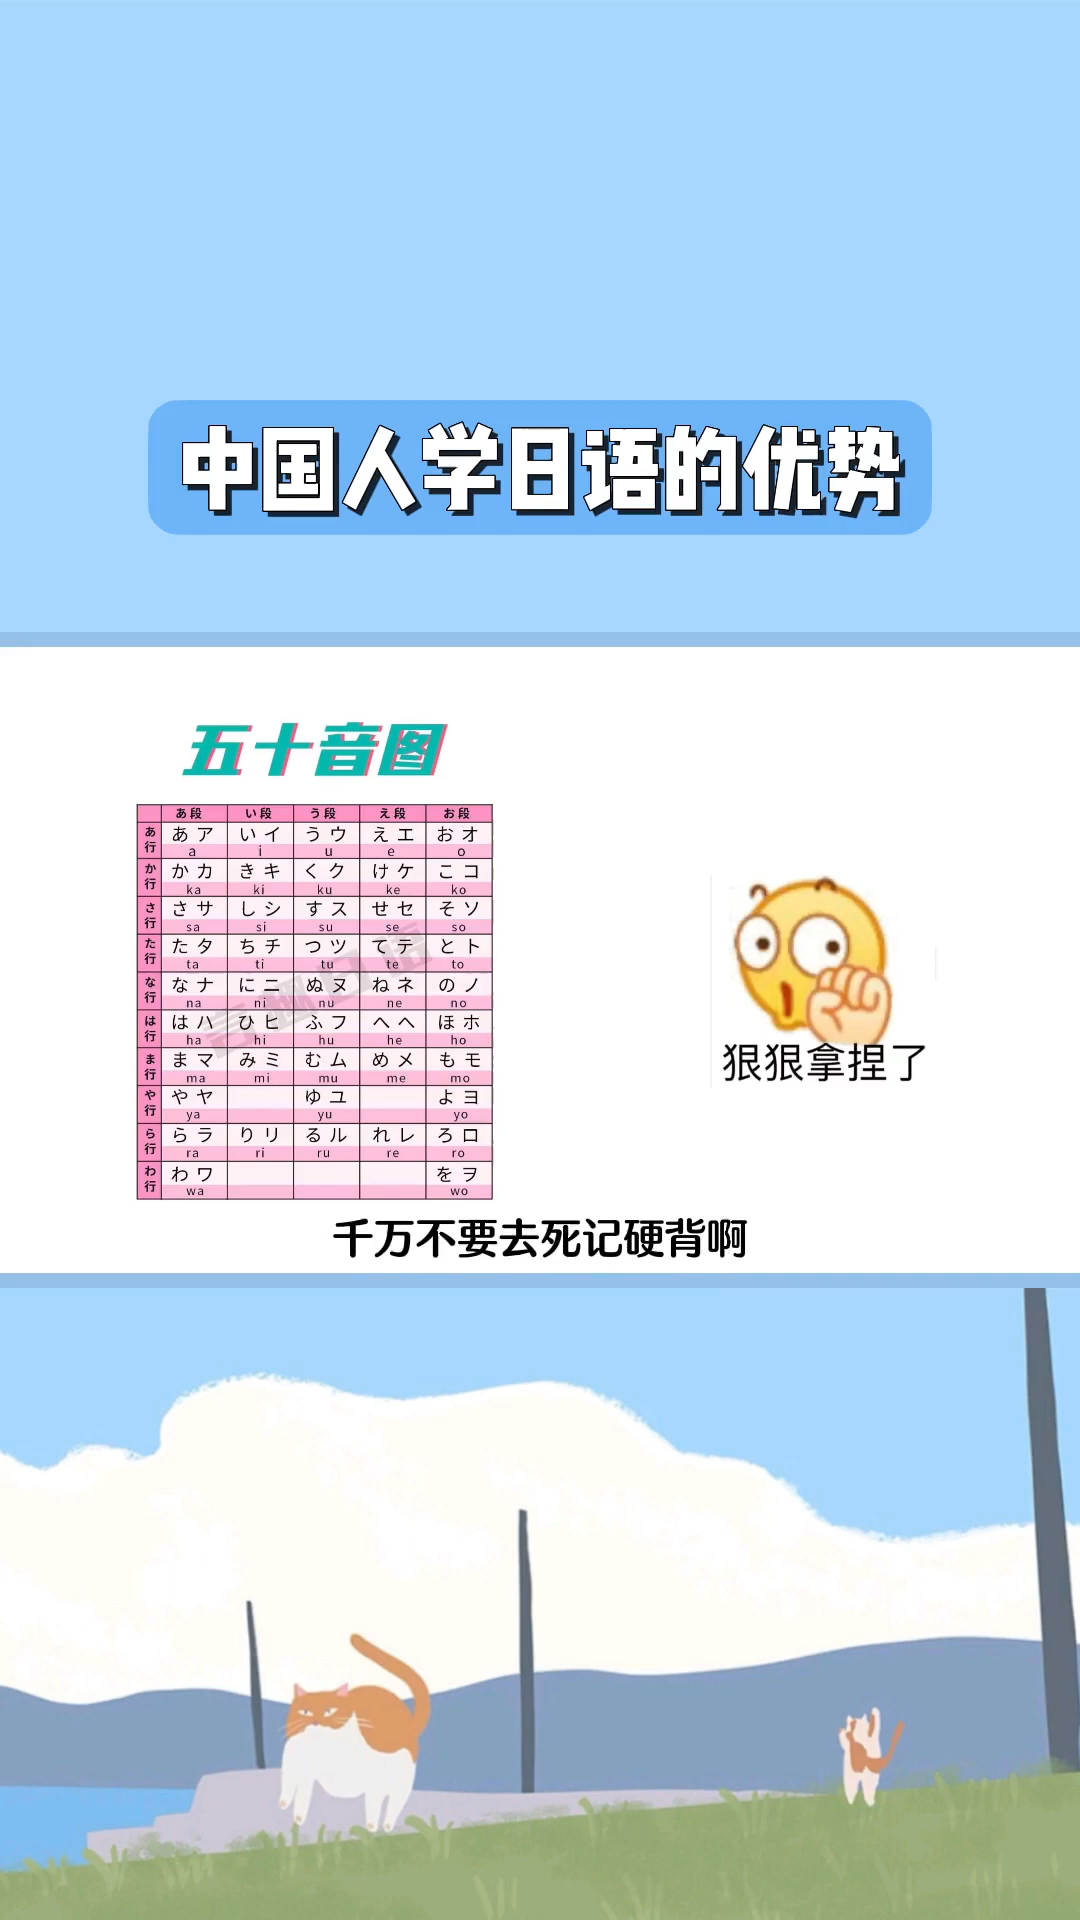 中国人学日语的优势
五十音图
あ段 い段 う段 え段 お段
あ行 あ ア い イ う ウ え エ お オ
a i u e o
か行 か カ き キ く ク け ケ こ コ
ka ki ku ke ko
さ行 さ サ し シ す ス せ セ そ ソ
sa si su se so
た行 た タ ち チ つ ツ て テ と ト
ta ti tu te to
な行 な ナ に ニ ぬ ヌ ね ネ の ノ
na ni nu ne no
は行 は ハ ひ ヒ ふ フ へ ヘ ほ ホ
ha hi hu he ho
ま行 ま マ み ミ む ム め メ も モ
ma mi mu me mo
や行 や ヤ ゆ ユ よ ヨ
ya yu yo
ら行 ら ラ り リ る ル れ レ ろ ロ
ra ri ru re ro
わ行 わ ワ を ヲ
wa wo
狠狠拿捏了
千万不要去死记硬背啊